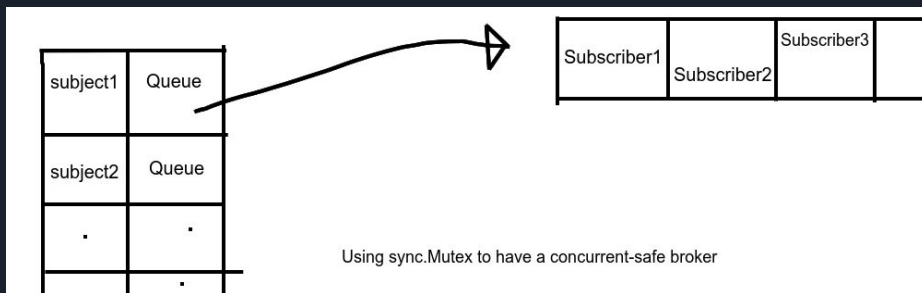 subject1 Queue
subject2 Queue
Subscriber1
Subscriber2
Subscriber3
Using sync.Mutex to have a concurrent-safe broker